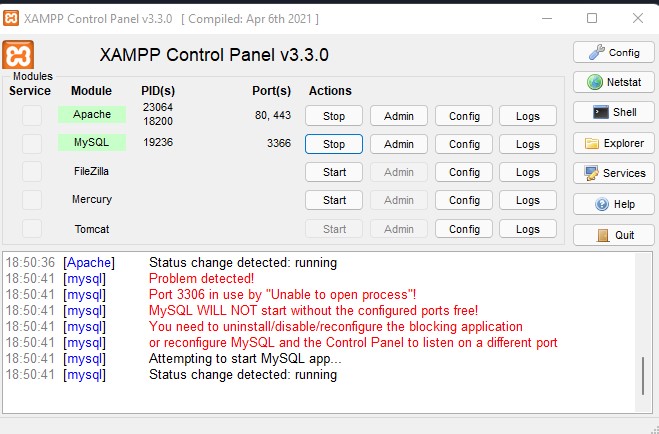 XAMPP Control Panel v3.3.0 [ Compiled: Apr 6th 2021 ]
XAMPP Control Panel v3.3.0
Config
Modules
Service Module PID(s) Port(s) Actions
Netstat
Apache 23064 18200 80, 443 Stop Admin Config Logs
Shell
MySQL 19236 3366 Stop Admin Config Logs
Explorer
FileZilla Start Admin Config Logs
Services
Mercury Start Admin Config Logs
Help
Tomcat Start Admin Config Logs
Quit
18:50:36 [Apache] Status change detected: running
18:50:41 [mysql] Problem detected!
18:50:41 [mysql] Port 3306 in use by "Unable to open process"!
18:50:41 [mysql] MySQL WILL NOT start without the configured ports free!
18:50:41 [mysql] You need to uninstall/disable/reconfigure the blocking application
18:50:41 [mysql] or reconfigure MySQL and the Control Panel to listen on a different port
18:50:41 [mysql] Attempting to start MySQL app...
18:50:41 [mysql] Status change detected: running